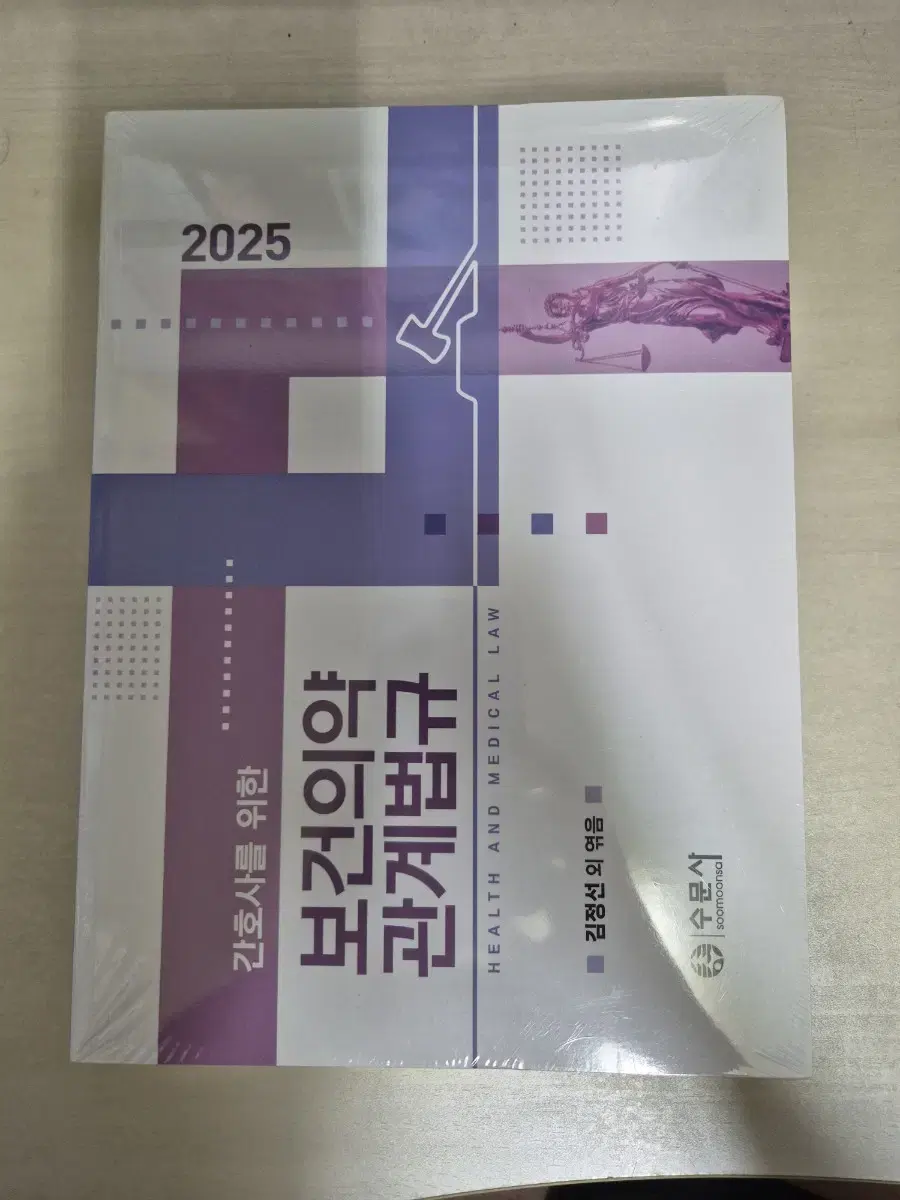 2025
간호사를 위한
보건의약
관계법규
HEALTH AND MEDICAL LAW
김정선 외 엮음
수문사
soomoonsa